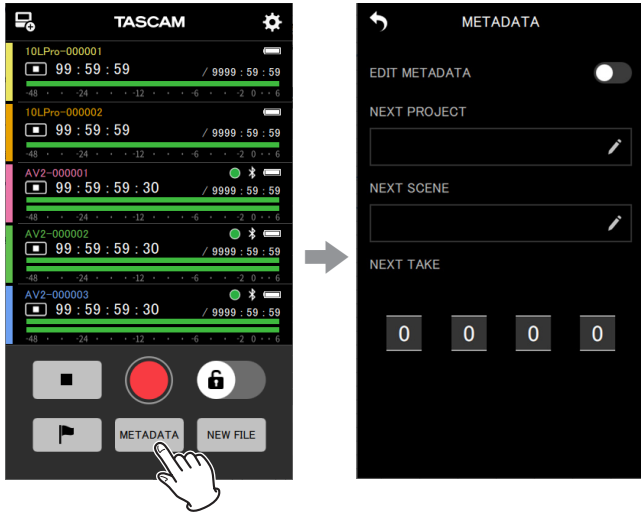 TASCAM
10LPro-000001
99 : 59 : 59 / 9999 : 59 : 59
-48 · · -24 · · · -12 · · · -6 · · -2 0 · · 6
10LPro-000002
99 : 59 : 59 / 9999 : 59 : 59
-48 · · -24 · · · -12 · · · -6 · · -2 0 · · 6
AV2-000001
99 : 59 : 59 : 30 / 9999 : 59 : 59
-48 · · -24 · · · -12 · · · -6 · · -2 0 · · 6
AV2-000002
99 : 59 : 59 : 30 / 9999 : 59 : 59
-48 · · -24 · · · -12 · · · -6 · · -2 0 · · 6
AV2-000003
99 : 59 : 59 : 30 / 9999 : 59 : 59
-48 · · -24 · · · -12 · · · -6 · · -2 0 · · 6
METADATA
NEW FILE
METADATA
EDIT METADATA
NEXT PROJECT
NEXT SCENE
NEXT TAKE
0 0 0 0